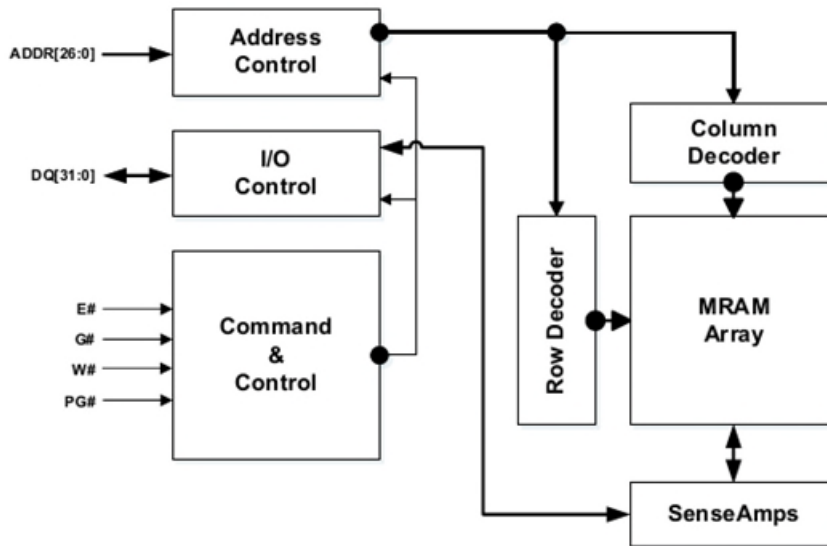 ADDR[26:0]
Address
Control
Column
Decoder
DQ[31:0]
I/O
Control
Row Decoder
MRAM
Array
E#
G#
W#
PG#
Command
&
Control
SenseAmps